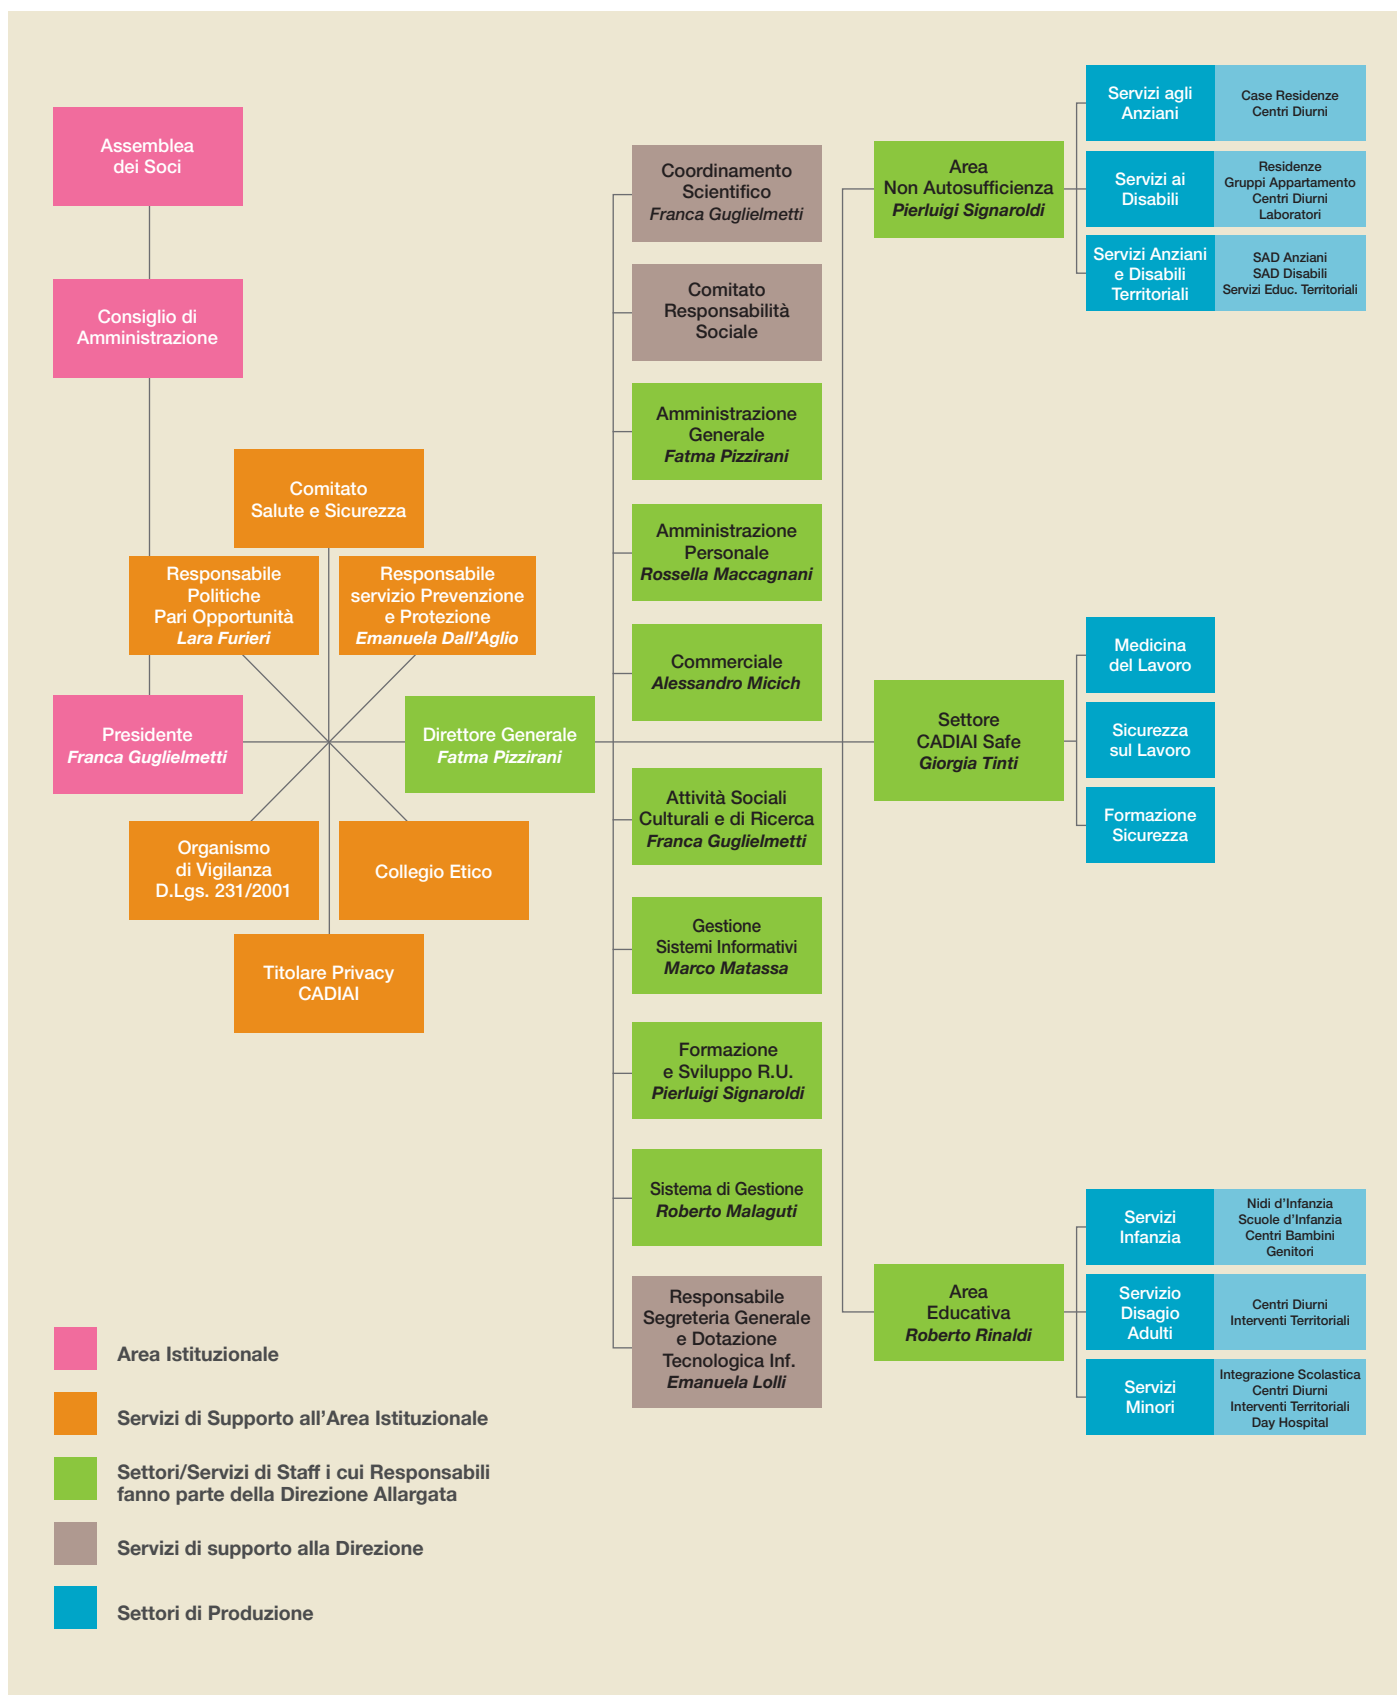 Assemblea
dei Soci
Consiglio di
Amministrazione
Comitato
Salute e Sicurezza
Responsabile
Politiche
Pari Opportunità
Lara Furieri
Responsabile
servizio Prevenzione
e Protezione
Emanuela Dall'Aglio
Presidente
Franca Guglielmetti
Direttore Generale
Fatma Pizzirani
Organismo
di Vigilanza
D.Lgs. 231/2001
Collegio Etico
Titolare Privacy
CADIAI
Coordinamento
Scientifico
Franca Guglielmetti
Comitato
Responsabilità
Sociale
Amministrazione
Generale
Fatma Pizzirani
Amministrazione
Personale
Rossella Maccagnani
Commerciale
Alessandro Micich
Attività Sociali
Culturali e di Ricerca
Franca Guglielmetti
Gestione
Sistemi Informativi
Marco Matassa
Formazione
e Sviluppo R.U.
Pierluigi Signaroldi
Sistema di Gestione
Roberto Malaguti
Responsabile
Segreteria Generale
e Dotazione
Tecnologica Inf.
Emanuela Lolli
Area
Non Autosufficienza
Pierluigi Signaroldi
Servizi agli
Anziani
Case Residenze
Centri Diurni
Servizi ai
Disabili
Residenze
Gruppi Appartamento
Centri Diurni
Laboratori
Servizi Anziani
e Disabili
Territoriali
SAD Anziani
SAD Disabili
Servizi Educ. Territoriali
Settore
CADIAI Safe
Giorgia Tinti
Medicina
del Lavoro
Sicurezza
sul Lavoro
Formazione
Sicurezza
Area
Educativa
Roberto Rinaldi
Servizi
Infanzia
Nidi d'Infanzia
Scuole d'Infanzia
Centri Bambini
Genitori
Servizio
Disagio
Adulti
Centri Diurni
Interventi Territoriali
Servizi
Minori
Integrazione Scolastica
Centri Diurni
Interventi Territoriali
Day Hospital
Area Istituzionale
Servizi di Supporto all'Area Istituzionale
Settori/Servizi di Staff i cui Responsabili
fanno parte della Direzione Allargata
Servizi di supporto alla Direzione
Settori di Produzione